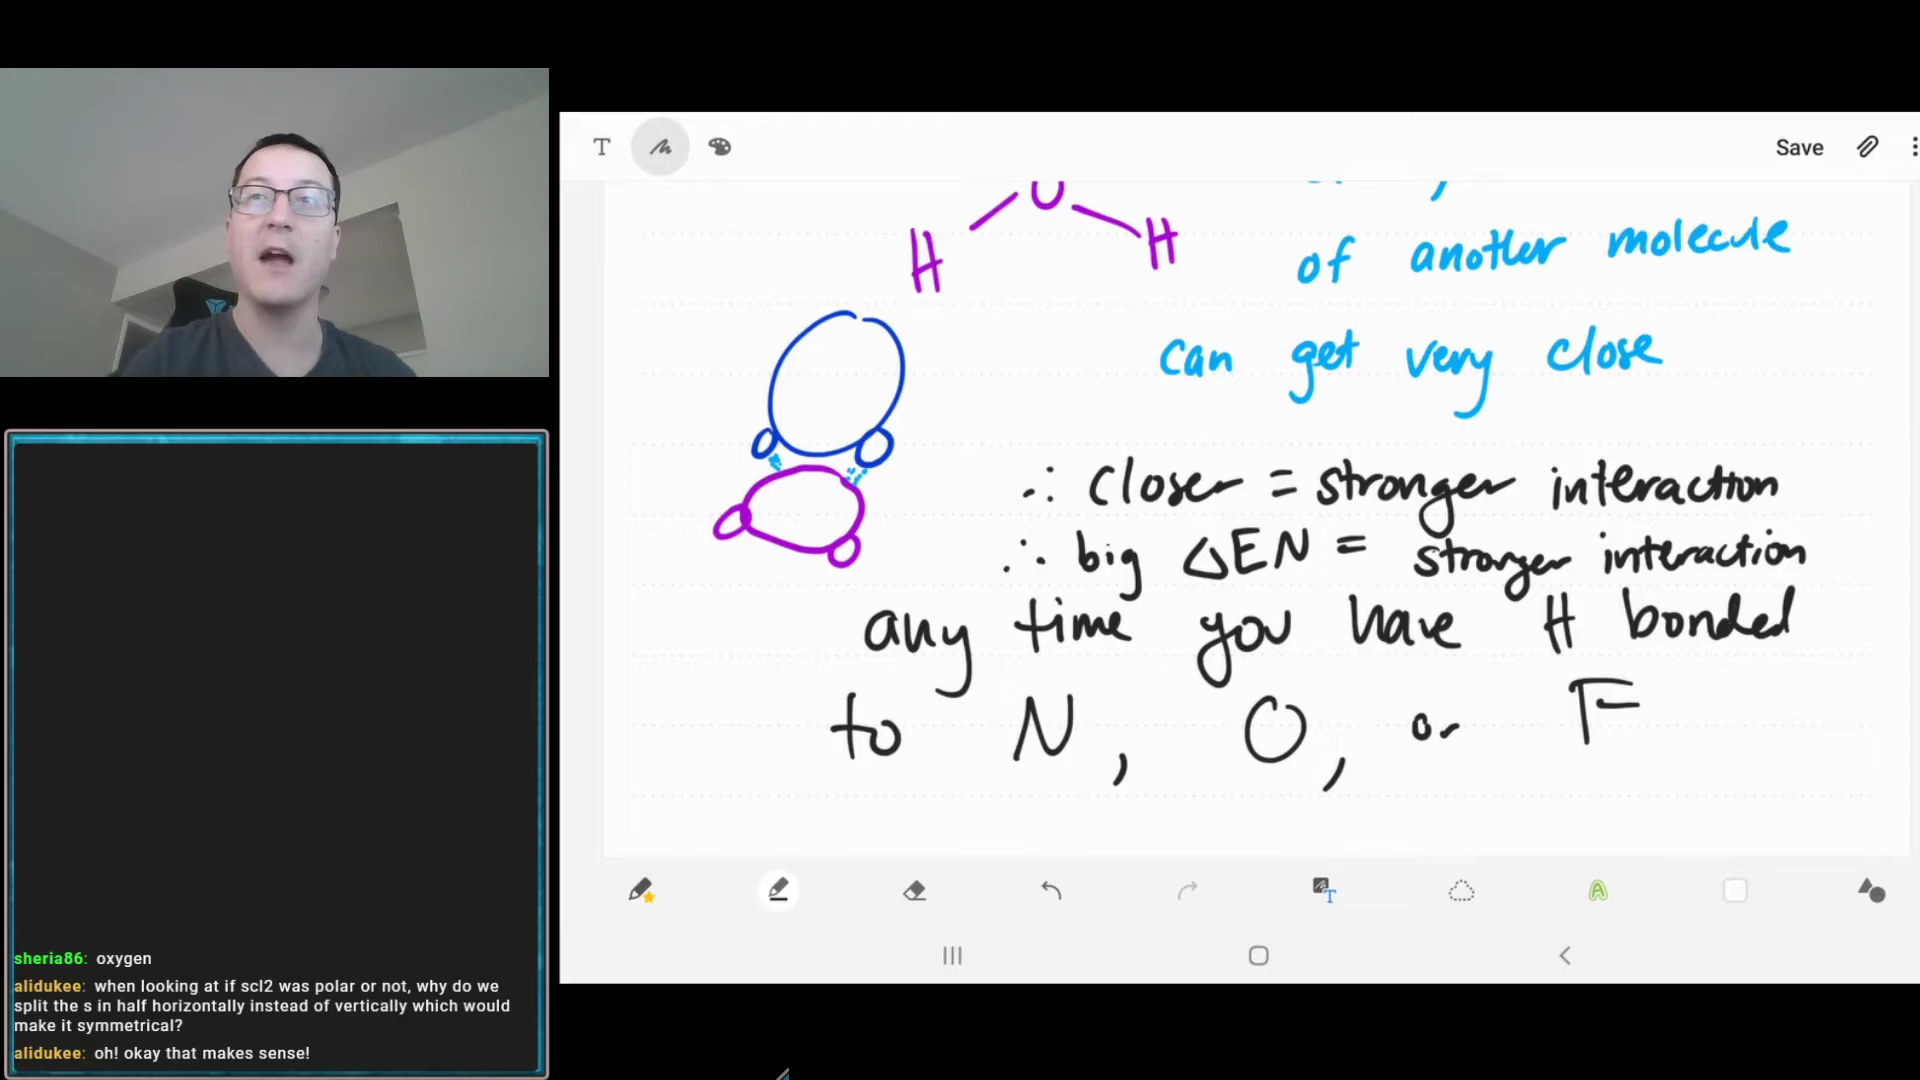 T
Save
O
H
H
of another molecule
can get very close
∴ closer = stronger interaction
∴ big ΔEN = stronger interaction
any time you have H bonded
to N, O, or F
T
A
sheria86: oxygen
alidukee: when looking at if scl2 was polar or not, why do we
split the s in half horizontally instead of vertically which would
make it symmetrical?
alidukee: oh! okay that makes sense!